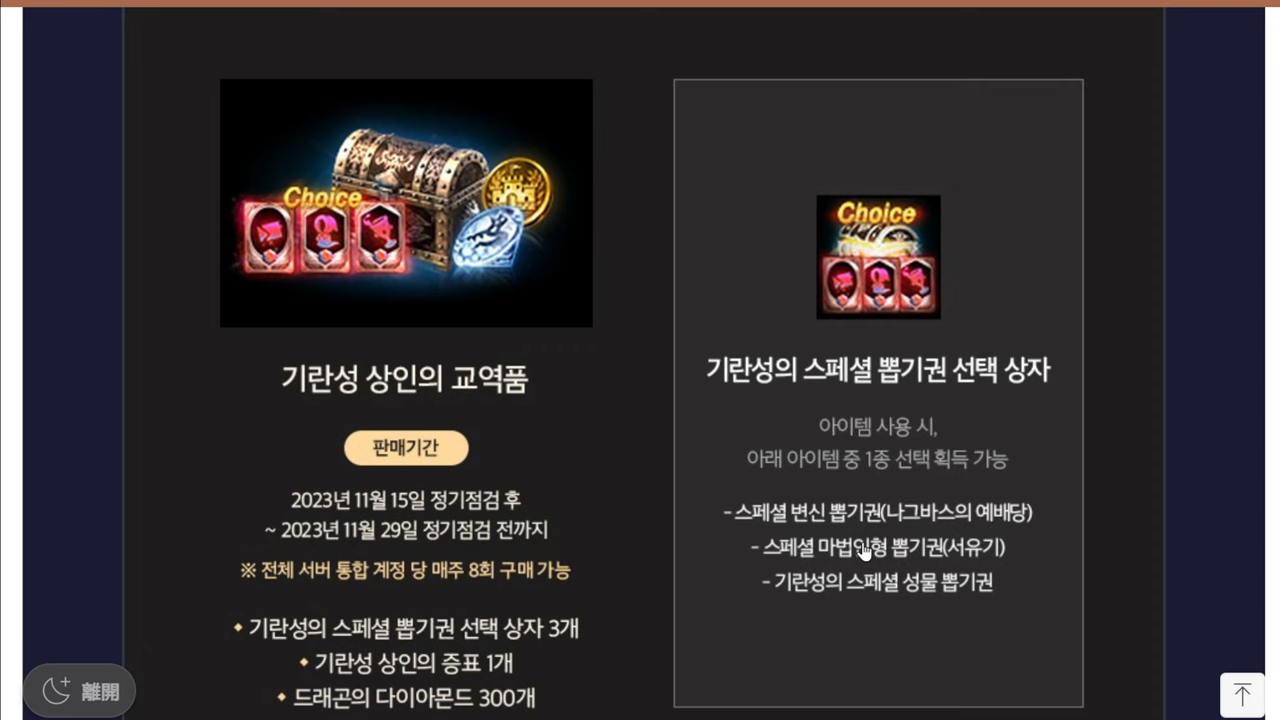 Choice
기란성 상인의 교역품
판매기간
2023년 11월 15일 정기점검 후
~ 2023년 11월 29일 정기점검 전까지
※ 전체 서버 통합 계정 당 매주 8회 구매 가능
◆ 기란성의 스페셜 뽑기권 선택 상자 3개
◆ 기란성 상인의 증표 1개
◆ 드래곤의 다이아몬드 300개
Choice
기란성의 스페셜 뽑기권 선택 상자
아이템 사용 시,
아래 아이템 중 1종 선택 획득 가능
- 스페셜 변신 뽑기권(나그바스의 예배당)
- 스페셜 마법인형 뽑기권(서유기)
- 기란성의 스페셜 성물 뽑기권
離開